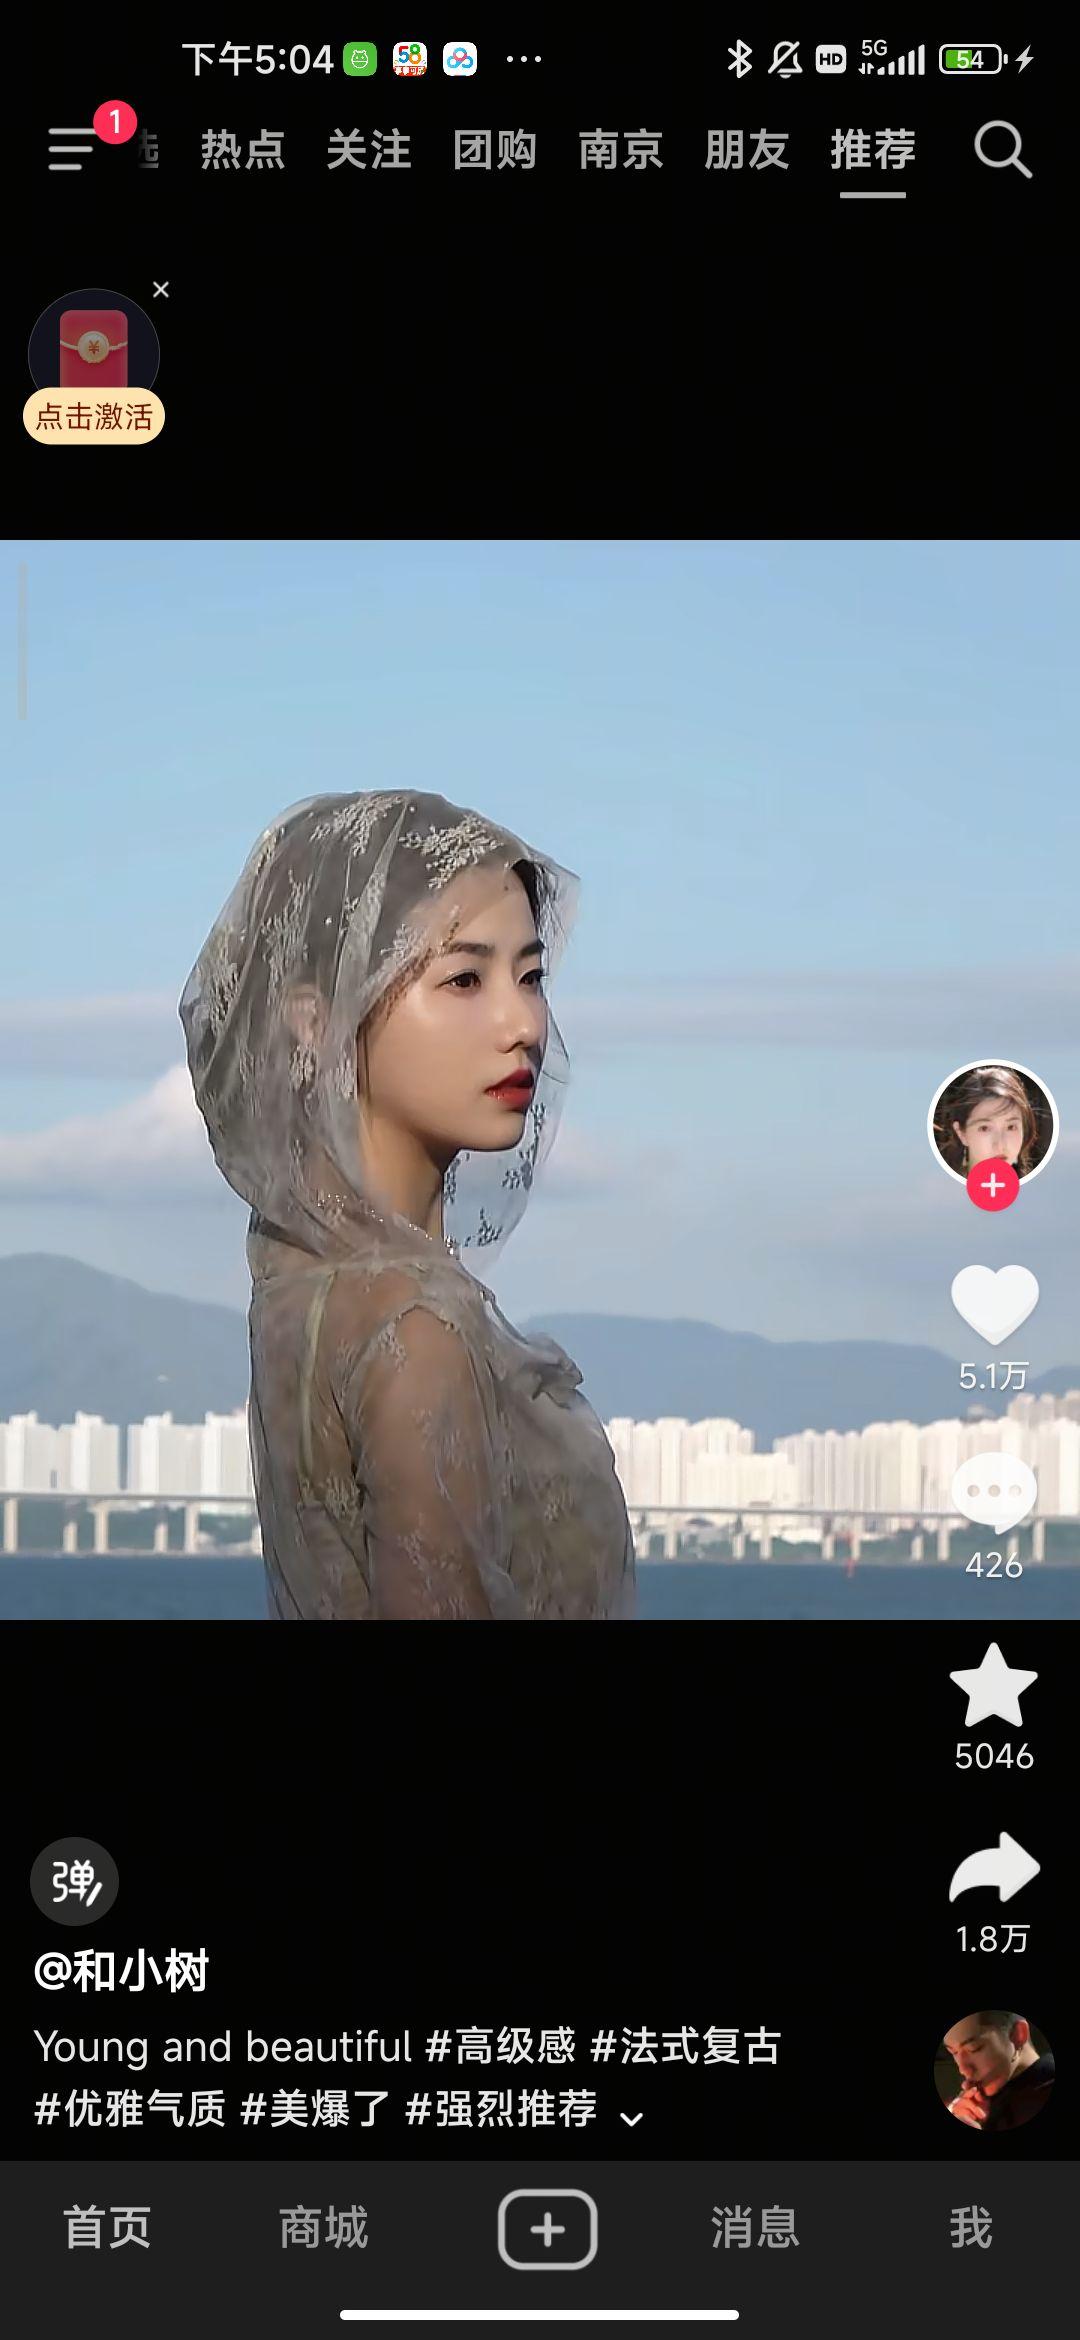 下午5:04 58 ··· HD 5G 54
1
热点 关注 团购 南京 朋友 推荐
¥
点击激活
5.1万
426
5046
弹
1.8万
@和小树
Young and beautiful #高级感 #法式复古
#优雅气质 #美爆了 #强烈推荐
首页 商城 消息 我